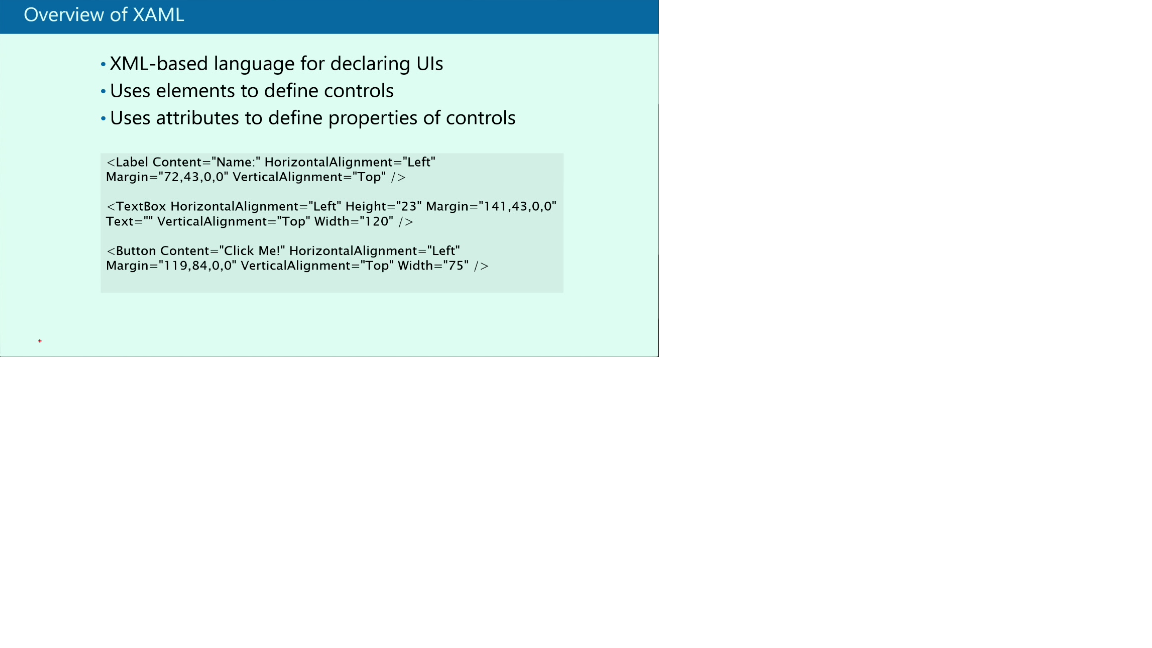 Overview of XAML
• XML-based language for declaring UIs
• Uses elements to define controls
• Uses attributes to define properties of controls
<Label Content="Name:" HorizontalAlignment="Left"
Margin="72,43,0,0" VerticalAlignment="Top" />
<TextBox HorizontalAlignment="Left" Height="23" Margin="141,43,0,0"
Text="" VerticalAlignment="Top" Width="120" />
<Button Content="Click Me!" HorizontalAlignment="Left"
Margin="119,84,0,0" VerticalAlignment="Top" Width="75" />